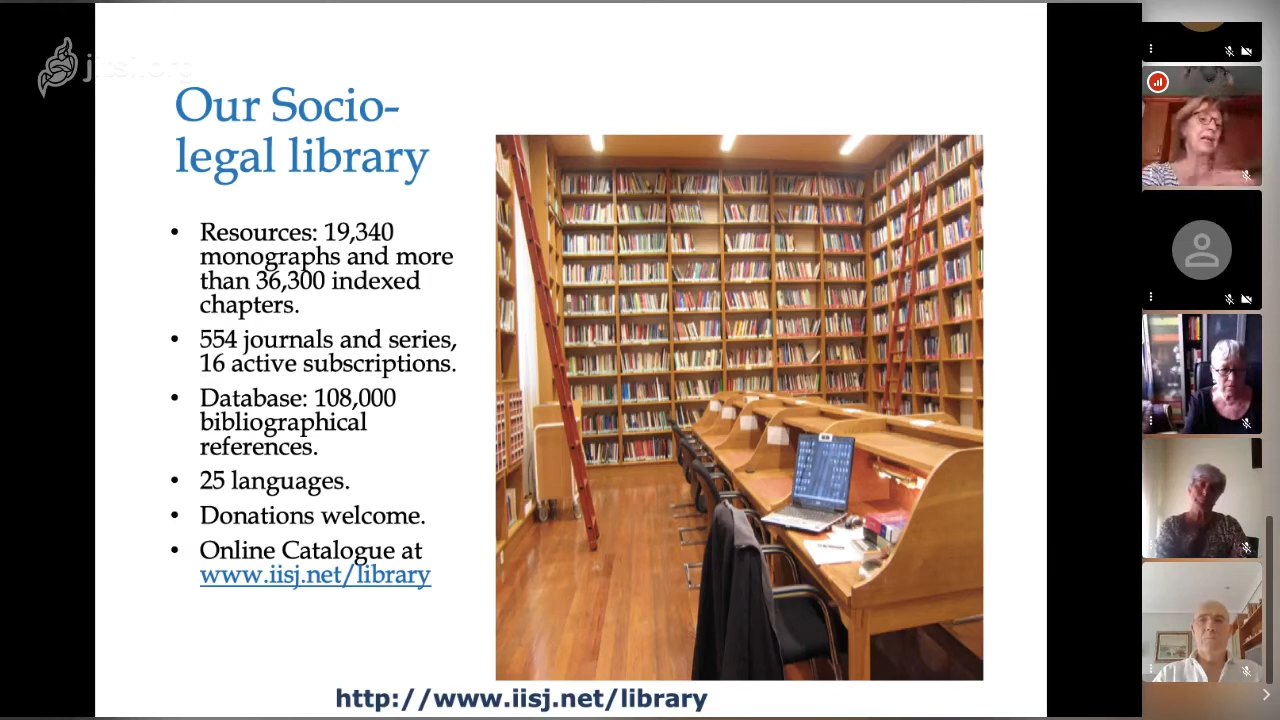 jitsi.org
Our Socio-
legal library
• Resources: 19,340
monographs and more
than 36,300 indexed
chapters.
• 554 journals and series,
16 active subscriptions.
• Database: 108,000
bibliographical
references.
• 25 languages.
• Donations welcome.
• Online Catalogue at
www.iisj.net/library
http://www.iisj.net/library